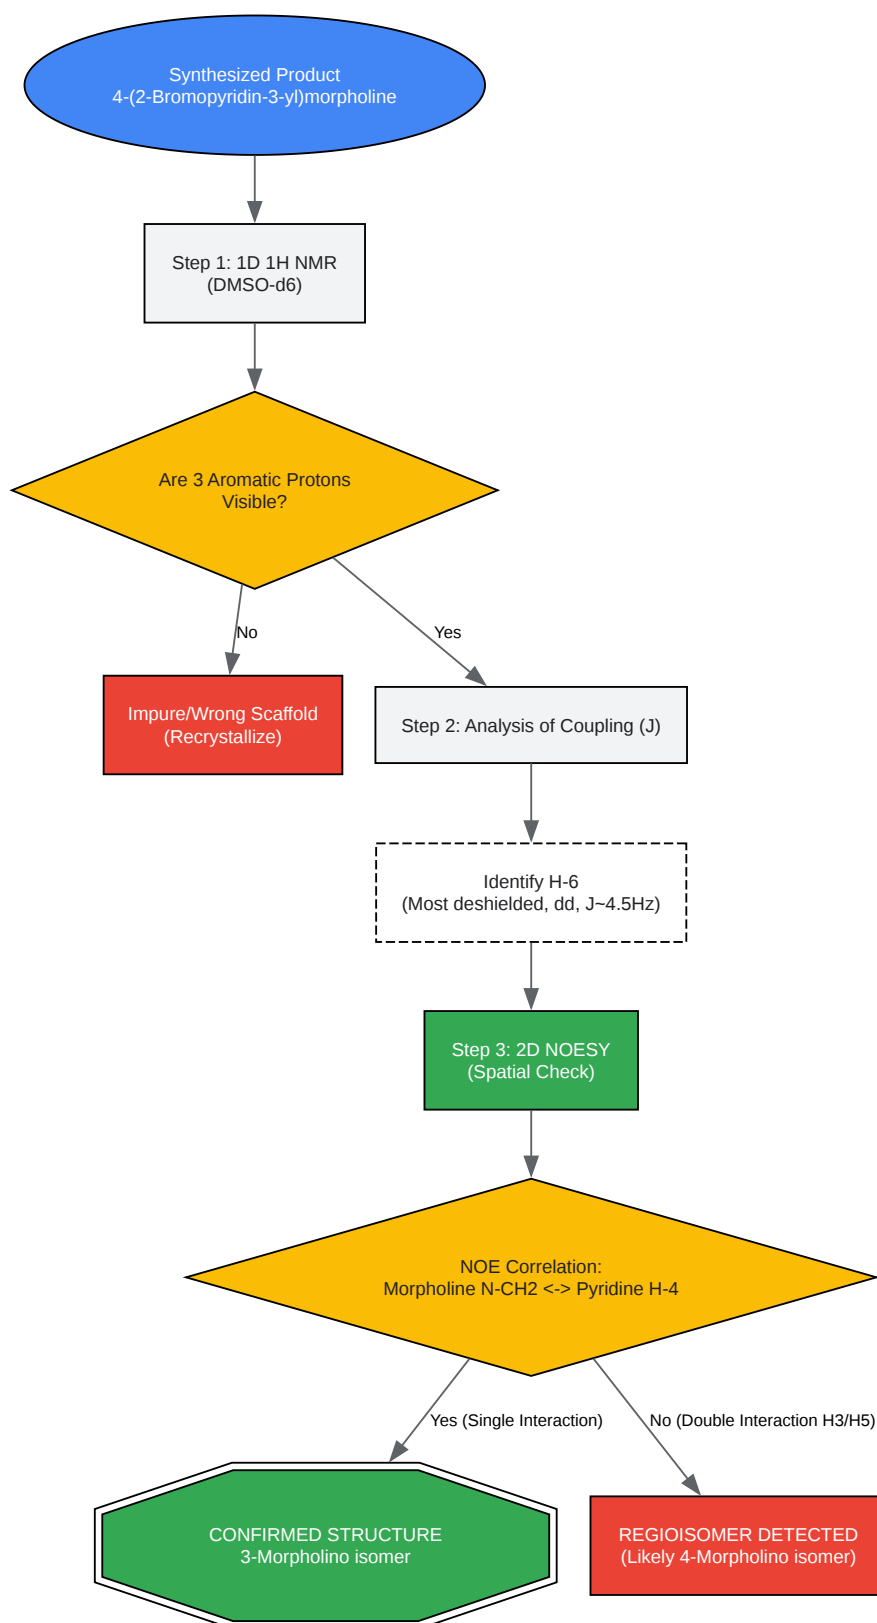 Synthesized Product
4-(2-Bromopyridin-3-yl)morpholine
Step 1: 1D 1H NMR
(DMSO-d6)
Are 3 Aromatic Protons
Visible?
No
Yes
Impure/Wrong Scaffold
(Recrystallize)
Step 2: Analysis of Coupling (J)
Identify H-6
(Most deshielded, dd, J~4.5Hz)
Step 3: 2D NOESY
(Spatial Check)
NOE Correlation:
Morpholine N-CH2 <-> Pyridine H-4
Yes (Single Interaction)
No (Double Interaction H3/H5)
CONFIRMED STRUCTURE
3-Morpholino isomer
REGIOISOMER DETECTED
(Likely 4-Morpholino isomer)